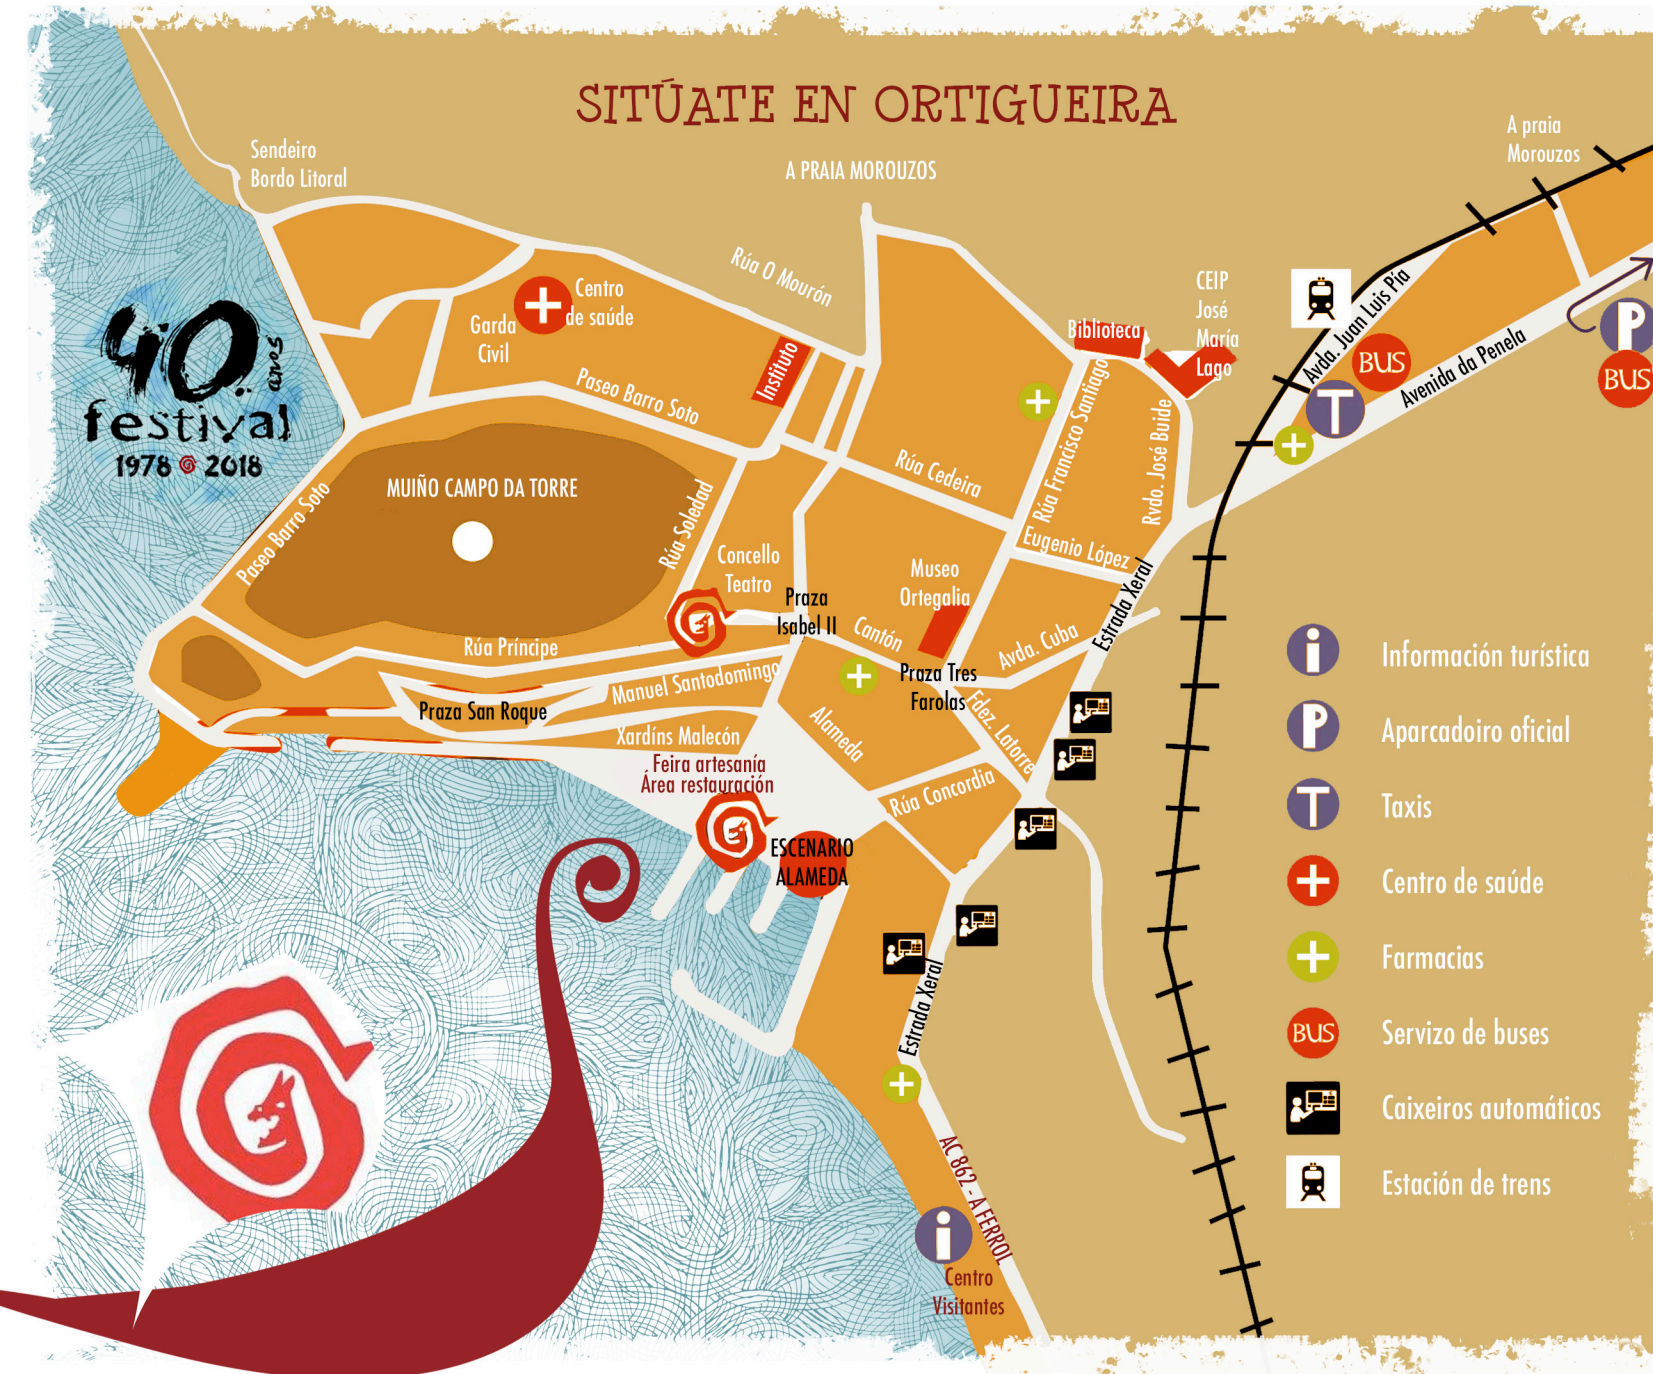 SITÚATE EN ORTIGUEIRA
A praia
Morouzos
Sendeiro
Bordo Litoral
A PRAIA MOROUZOS
Rúa O Mourón
Centro
de saúde
Garda
Civil
CEIP
José
María
Lago
Biblioteca
Avda. Juan Luis Pía
BUS
P
BUS
T
Avenida da Penela
40
anos
festival
1978 2018
Instituto
Paseo Barro Soto
Rúa Francisco Santiago
Rvdo. José Buide
Rúa Cedeira
MUIÑO CAMPO DA TORRE
Paseo Barro Soto
Rúa Soledad
Eugenio López
Concello
Teatro
Museo
Ortegalia
Estrada Xeral
Praza
Isabel II
Cantón
Avda. Cuba
Rúa Príncipe
Manuel Santodomingo
Praza Tres
Farolas
Praza San Roque
Fdez. Latorre
Alameda
Xardíns Malecón
Feira artesanía
Área restauración
Rúa Concordia
ESCENARIO
ALAMEDA
Estrada Xeral
AC 862 - A FERROL
i
Centro
Visitantes
i Información turística
P Aparcadoiro oficial
T Taxis
Centro de saúde
Farmacias
BUS Servizo de buses
Caixeiros automáticos
Estación de trens